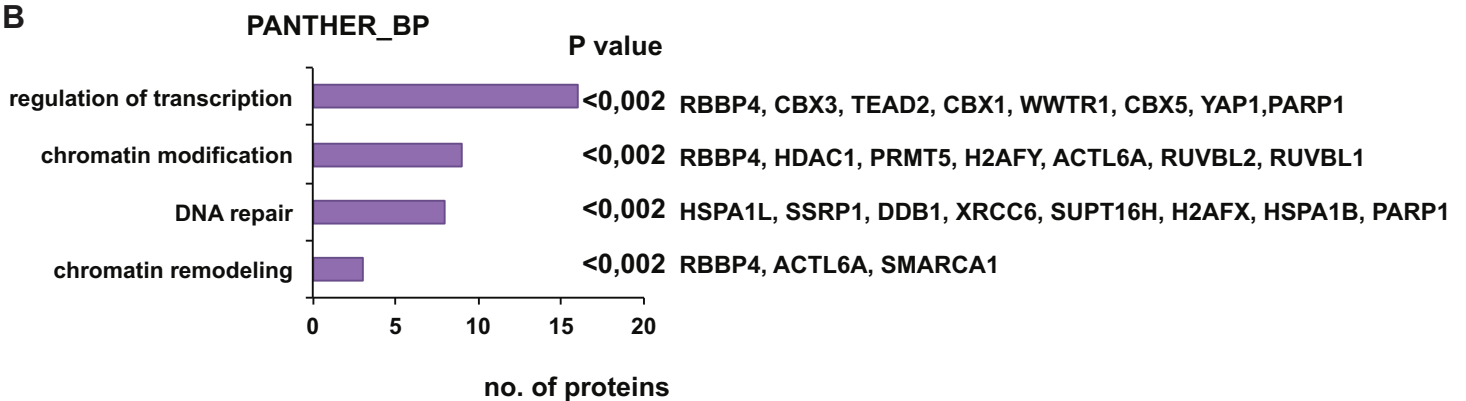 B
PANTHER_BP
P value
regulation of transcription <0,002 RBBP4, CBX3, TEAD2, CBX1, WWTR1, CBX5, YAP1,PARP1
chromatin modification <0,002 RBBP4, HDAC1, PRMT5, H2AFY, ACTL6A, RUVBL2, RUVBL1
DNA repair <0,002 HSPA1L, SSRP1, DDB1, XRCC6, SUPT16H, H2AFX, HSPA1B, PARP1
chromatin remodeling <0,002 RBBP4, ACTL6A, SMARCA1
0 5 10 15 20
no. of proteins